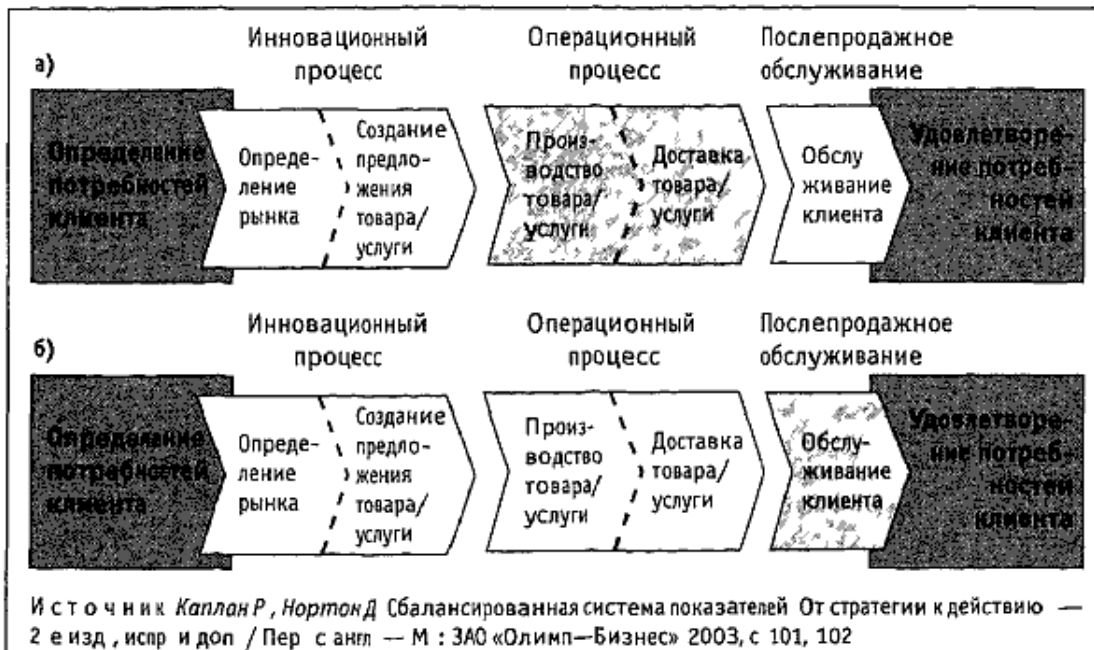 а)
Инновационный
процесс
Операционный
процесс
Послепродажное
обслуживание
Определение
потребностей
клиента
Опреде-
ление
рынка
Создание
предло-
жения
товара/
услуги
Произ-
водство
товара/
услуги
Доставка
товара/
услуги
Обслу
живание
клиента
Удовлетворе-
ние потреб-
ностей
клиента
б)
Инновационный
процесс
Операционный
процесс
Послепродажное
обслуживание
Определение
потребностей
клиента
Опреде-
ление
рынка
Создание
предло-
жения
товара/
услуги
Произ-
водство
товара/
услуги
Доставка
товара/
услуги
Обслу-
живание
клиента
Удовлетворе-
ние потреб-
ностей
клиента
Источник Каплан Р , Нортон Д Сбалансированная система показателей От стратегии к действию —
2 е изд , испр и доп / Пер с англ — М : ЗАО «Олимп—Бизнес» 2003, с 101, 102